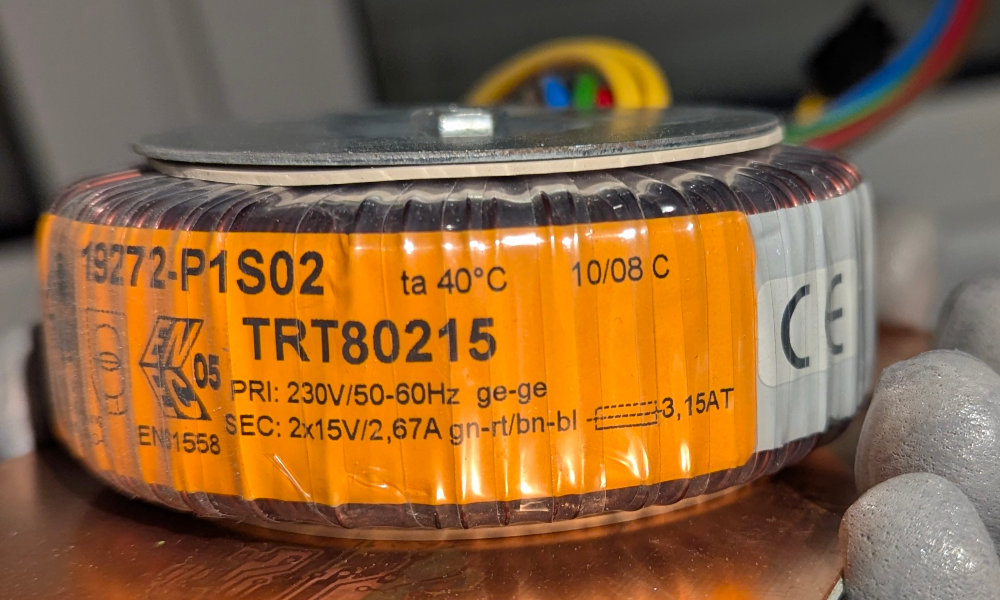 19272-P1S02
ta 40°C
10/08 C
TRT80215
ENEC
05
PRI: 230V/50-60Hz ge-ge
SEC: 2x15V/2,67A gn-rt/bn-bl
3,15AT
EN61558
CE